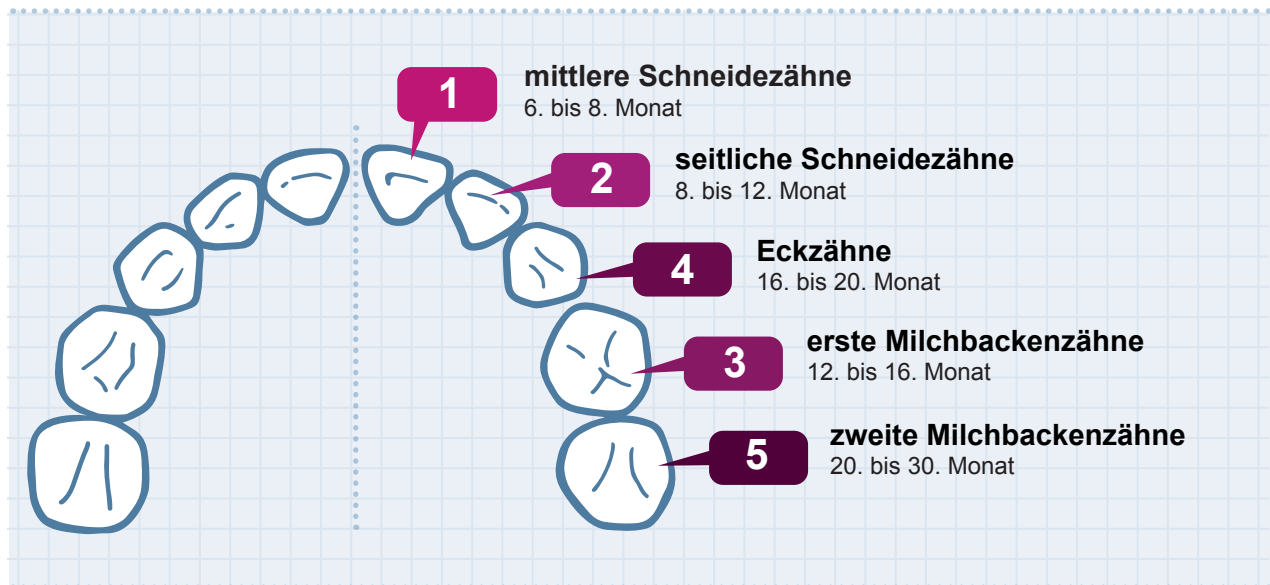 1
mittlere Schneidezähne
6. bis 8. Monat
2
seitliche Schneidezähne
8. bis 12. Monat
4
Eckzähne
16. bis 20. Monat
3
erste Milchbackenzähne
12. bis 16. Monat
5
zweite Milchbackenzähne
20. bis 30. Monat